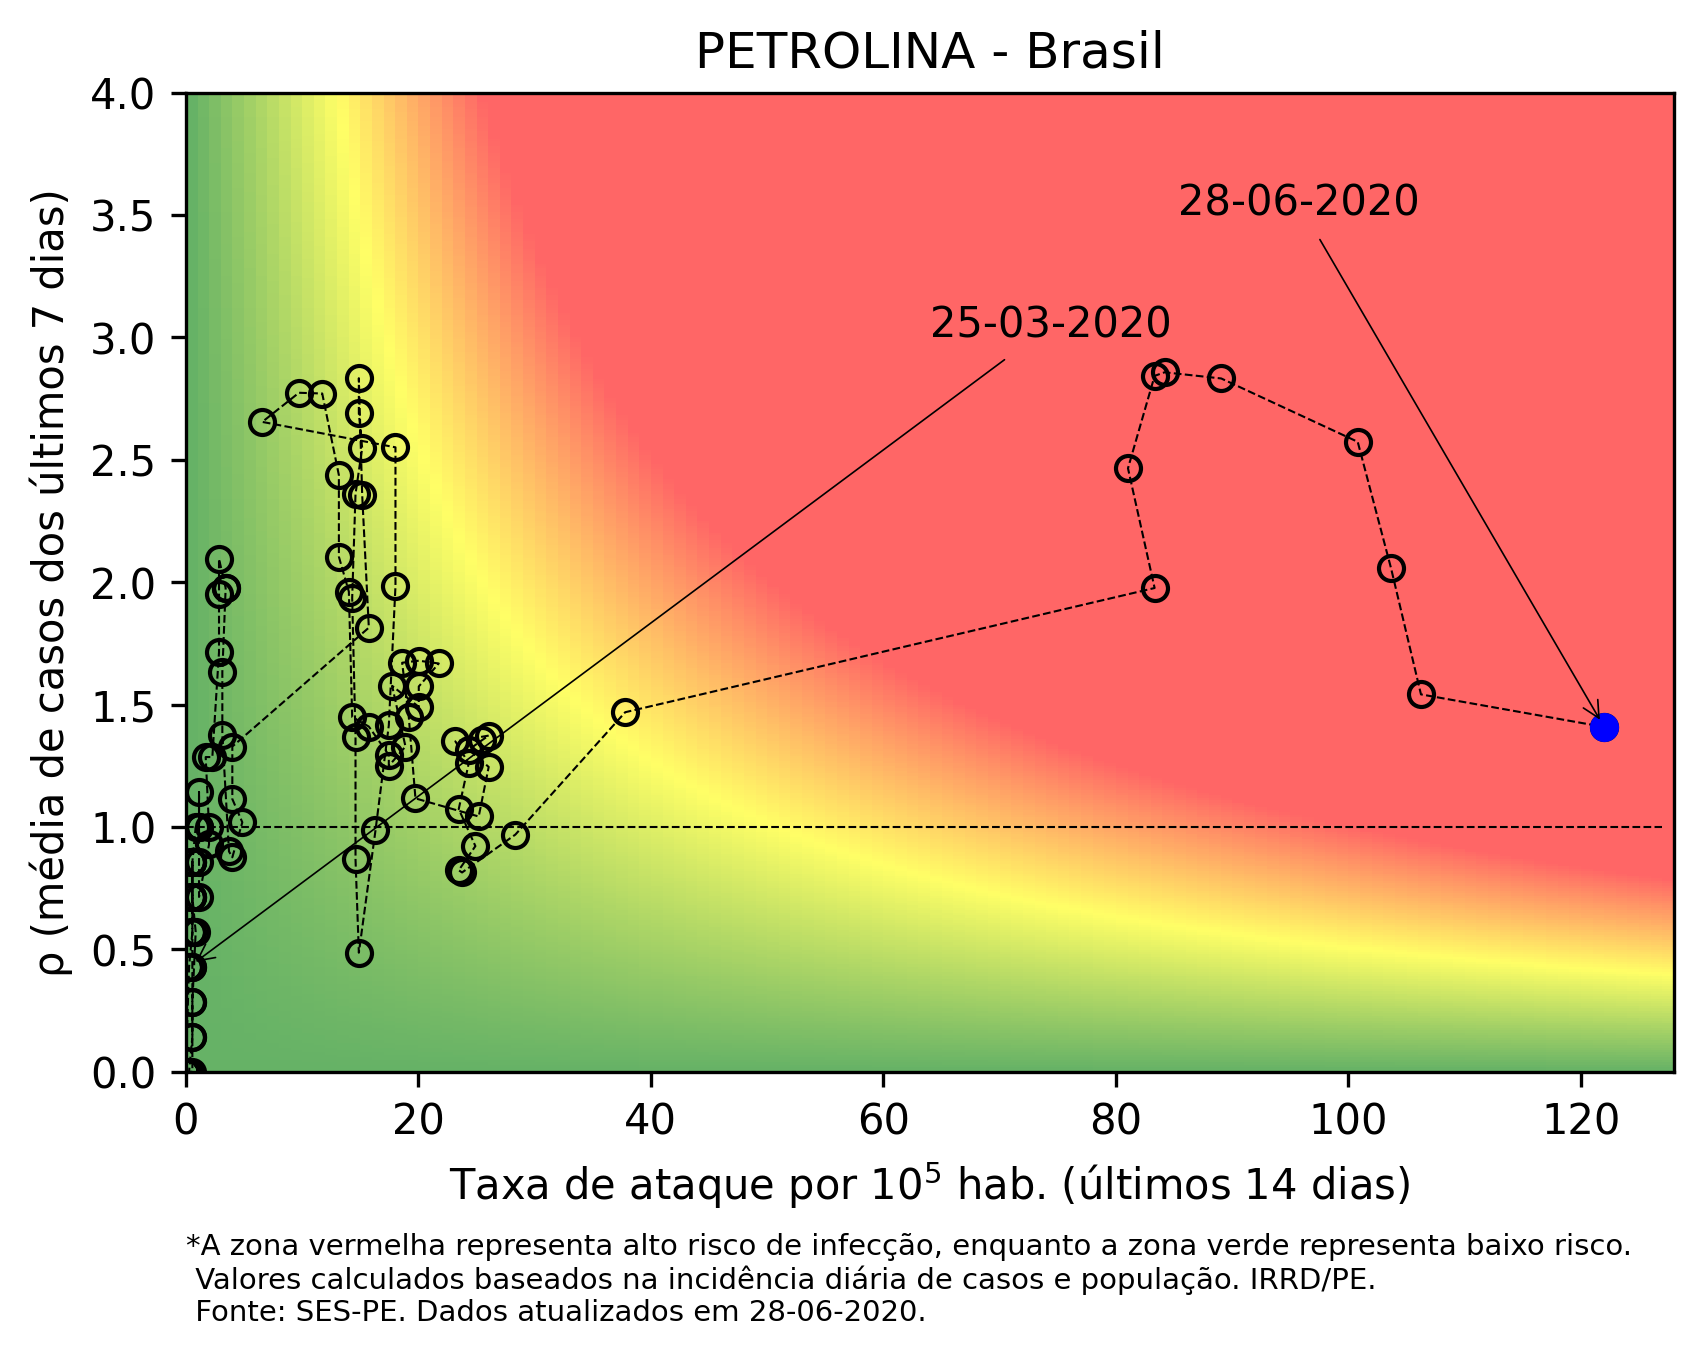 PETROLINA - Brasil
4.0
3.5
3.0
2.5
2.0
1.5
1.0
0.5
0.0
ρ (média de casos dos últimos 7 dias)
28-06-2020
25-03-2020
0 20 40 60 80 100 120
Taxa de ataque por 10⁵ hab. (últimos 14 dias)
*A zona vermelha representa alto risco de infecção, enquanto a zona verde representa baixo risco.
Valores calculados baseados na incidência diária de casos e população. IRRD/PE.
Fonte: SES-PE. Dados atualizados em 28-06-2020.